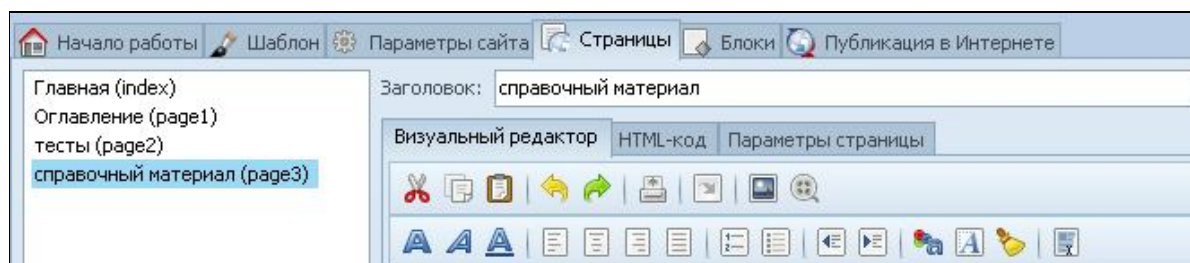 Начало работы Шаблон Параметры сайта Страницы Блоки Публикация в Интернете
Главная (index)
Оглавление (page1)
тесты (page2)
справочный материал (page3)
Заголовок: справочный материал
Визуальный редактор HTML-код Параметры страницы